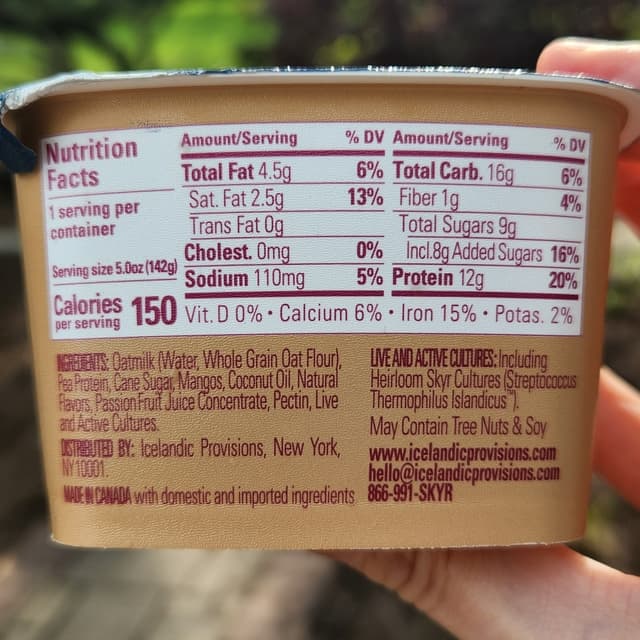 Nutrition
Facts
1 serving per
container
Serving size 5.0oz (142g)
Calories 150
per serving
Amount/Serving % DV
Total Fat 4.5g 6%
Sat. Fat 2.5g 13%
Trans Fat 0g
Cholest. 0mg 0%
Sodium 110mg 5%
Amount/Serving % DV
Total Carb. 16g 6%
Fiber 1g 4%
Total Sugars 9g
Incl.8g Added Sugars 16%
Protein 12g 20%
Vit. D 0% • Calcium 6% • Iron 15% • Potas. 2%
INGREDIENTS: Oatmilk (Water, Whole Grain Oat Flour),
Pea Protein, Cane Sugar, Mangos, Coconut Oil, Natural
Flavors, Passion Fruit Juice Concentrate, Pectin, Live
and Active Cultures.
DISTRIBUTED BY: Icelandic Provisions, New York,
NY 10001.
MADE IN CANADA with domestic and imported ingredients
LIVE AND ACTIVE CULTURES: Including
Heirloom Skyr Cultures (Streptococcus
Thermophilus Islandicus™).
May Contain Tree Nuts & Soy
www.icelandicprovisions.com
hello@icelandicprovisions.com
866-991-SKYR